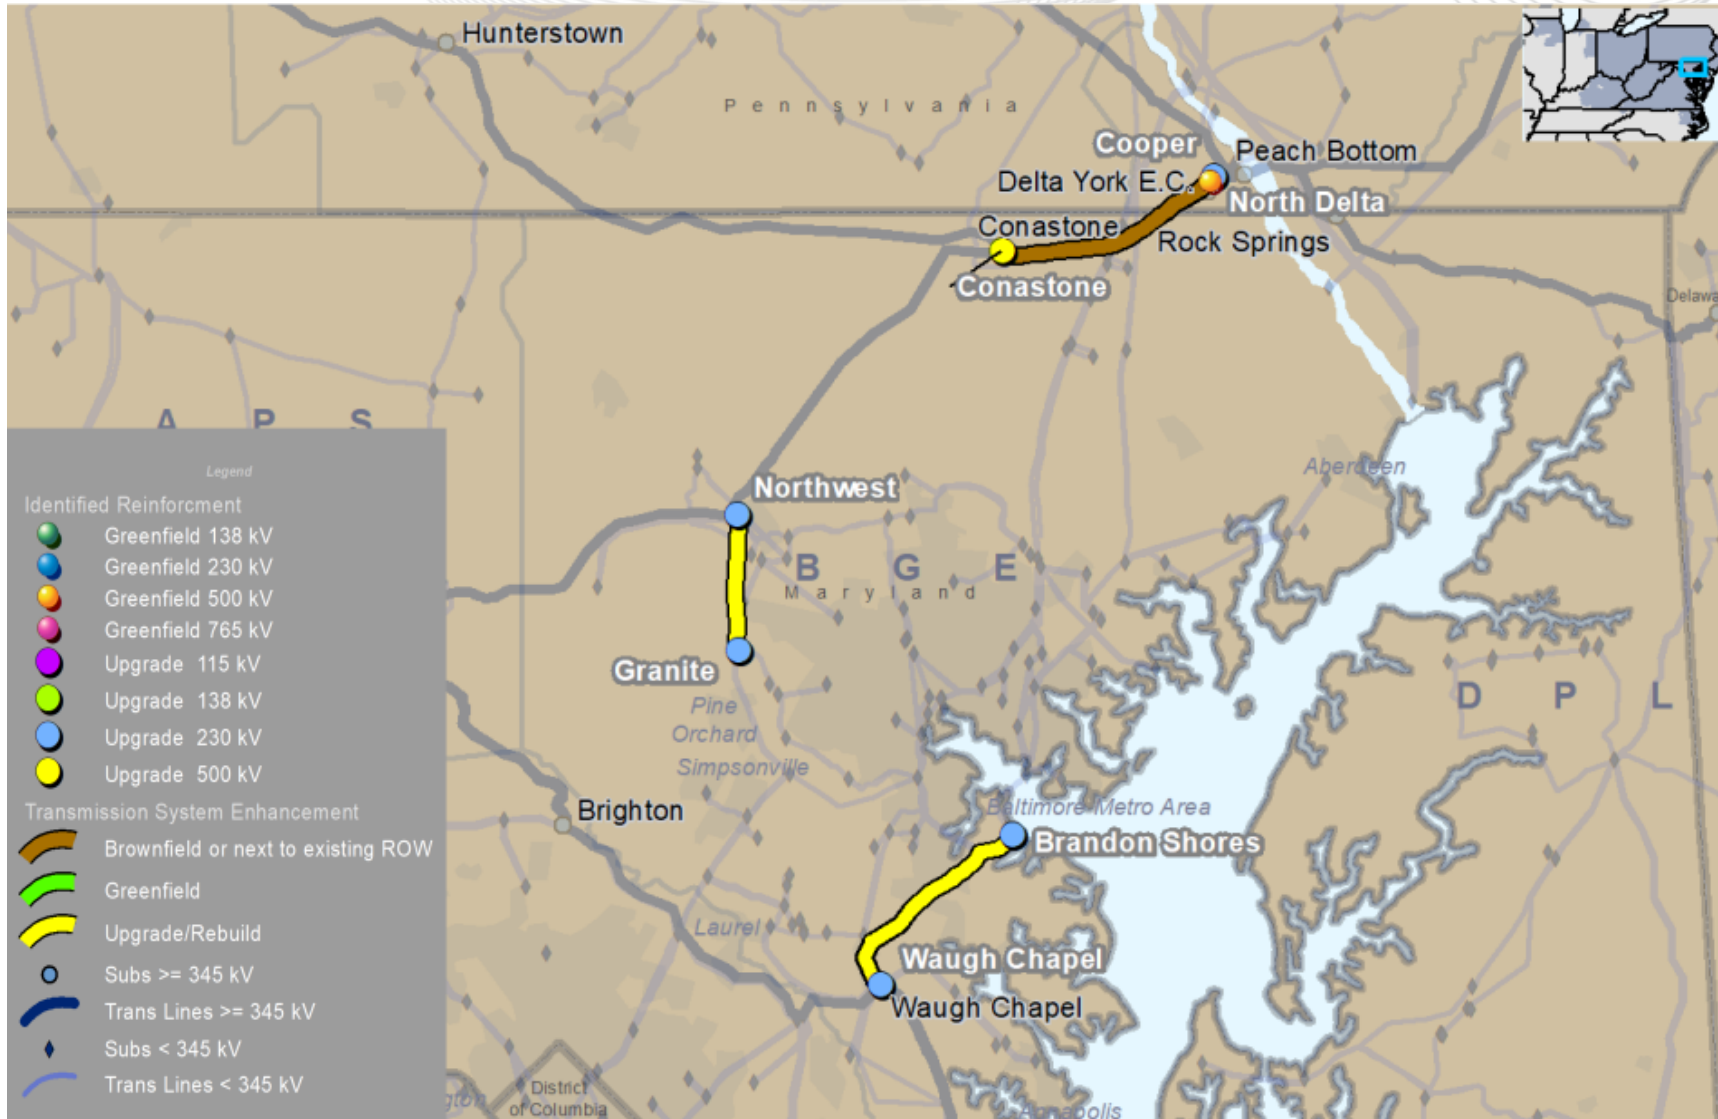 Hunterstown
Pennsylvania
Cooper
Peach Bottom
Delta York E.C.
North Delta
Conastone
Rock Springs
Conastone
A P S
Aberdeen
Northwest
B G E
Maryland
Granite
Pine
Orchard
Simpsonville
D P L
Brighton
Baltimore Metro Area
Brandon Shores
Laurel
Waugh Chapel
Waugh Chapel
District
of Columbia
Annapolis
Legend
Identified Reinforcment
Greenfield 138 kV
Greenfield 230 kV
Greenfield 500 kV
Greenfield 765 kV
Upgrade 115 kV
Upgrade 138 kV
Upgrade 230 kV
Upgrade 500 kV
Transmission System Enhancement
Brownfield or next to existing ROW
Greenfield
Upgrade/Rebuild
Subs >= 345 kV
Trans Lines >= 345 kV
Subs < 345 kV
Trans Lines < 345 kV